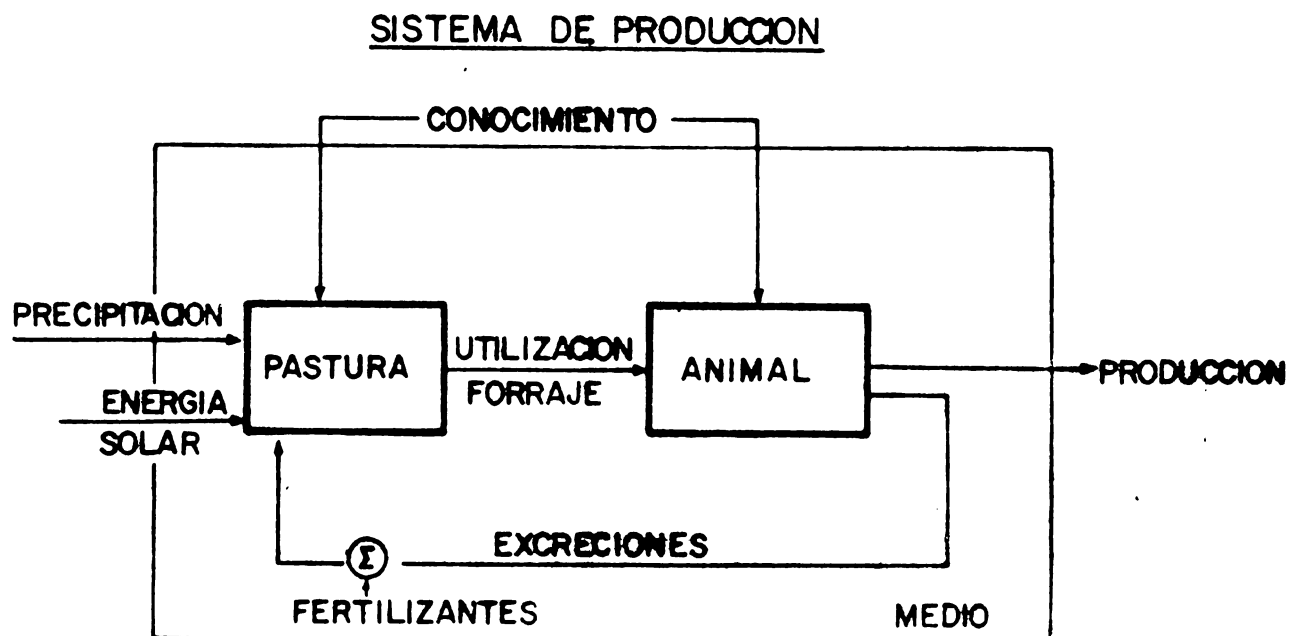 SISTEMA DE PRODUCCION
CONOCIMIENTO
PRECIPITACION
PASTURA
UTILIZACION
FORRAJE
ANIMAL
PRODUCCION
ENERGIA
SOLAR
EXCRECIONES
Σ
FERTILIZANTES
MEDIO